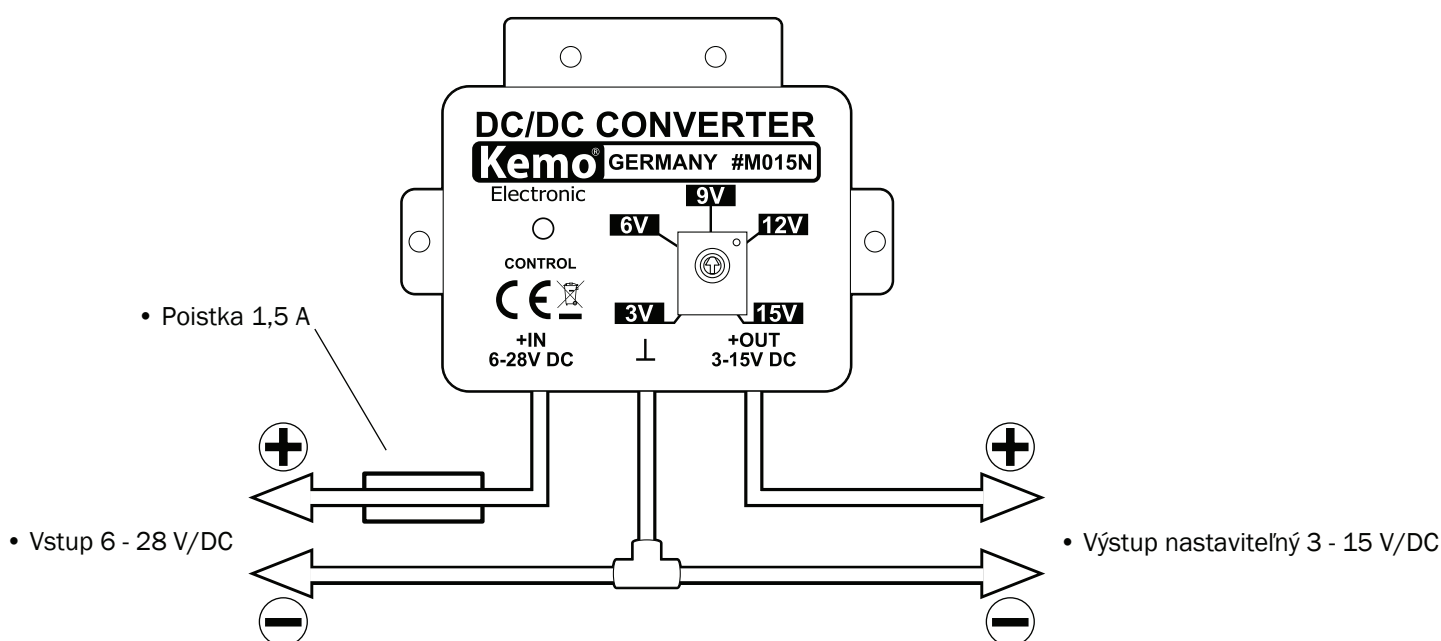 DC/DC CONVERTER
Kemo® GERMANY #M015N
Electronic
9V
6V
12V
CONTROL
CE
3V
15V
+IN
6-28V DC
+OUT
3-15V DC
• Poistka 1,5 A
• Vstup 6 - 28 V/DC
• Výstup nastaviteľný 3 - 15 V/DC